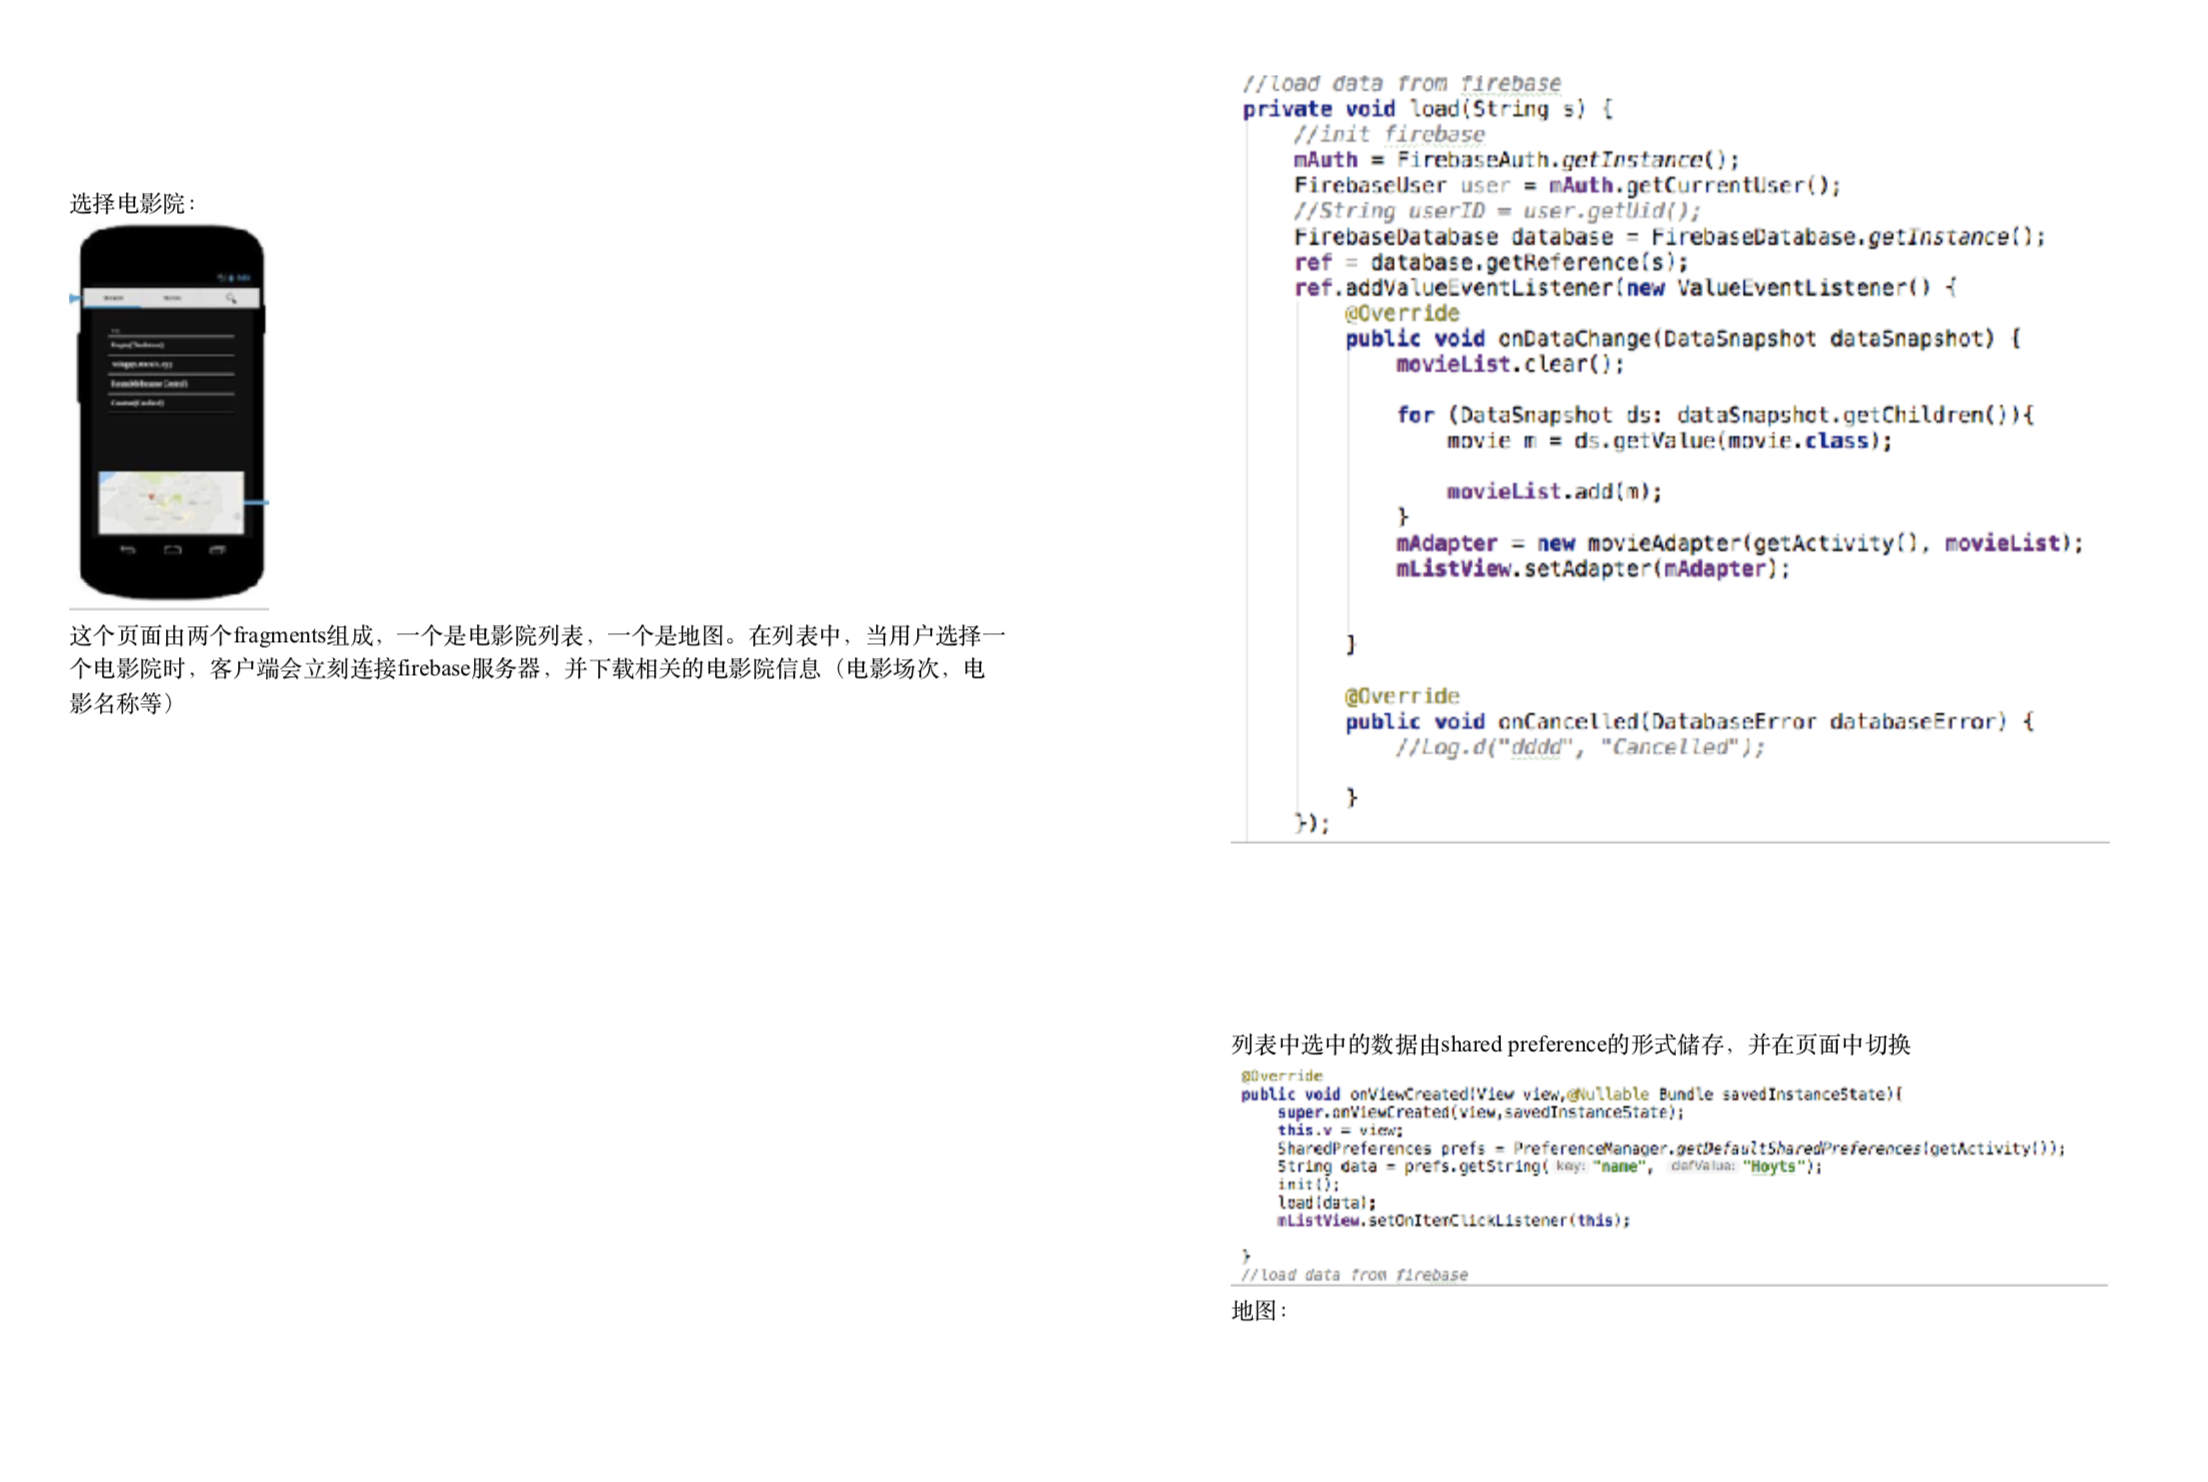 选择电影院：
这个页面由两个fragments组成，一个是电影院列表，一个是地图。在列表中，当用户选择一
个电影院时，客户端会立刻连接firebase服务器，并下载相关的电影院信息（电影场次，电
影名称等）
//load data from firebase
private void load(String s) {
//init firebase
mAuth = FirebaseAuth.getInstance();
FirebaseUser user = mAuth.getCurrentUser();
//String userID = user.getUid();
FirebaseDatabase database = FirebaseDatabase.getInstance();
ref = database.getReference(s);
ref.addValueEventListener(new ValueEventListener() {
@Override
public void onDataChange(DataSnapshot dataSnapshot) {
movieList.clear();
for (DataSnapshot ds: dataSnapshot.getChildren()){
movie m = ds.getValue(movie.class);
movieList.add(m);
}
mAdapter = new movieAdapter(getActivity(), movieList);
mListView.setAdapter(mAdapter);
}
@Override
public void onCancelled(DatabaseError databaseError) {
//Log.d("dddd", "Cancelled");
}
});
列表中选中的数据由shared preference的形式储存，并在页面中切换
@Override
public void onViewCreated(View view,@Nullable Bundle savedInstanceState){
super.onViewCreated(view,savedInstanceState);
this.v = view;
SharedPreferences prefs = PreferenceManager.getDefaultSharedPreferences(getActivity());
String data = prefs.getString( key: "name", defValue: "Hoyts");
init();
load(data);
mListView.setOnItemClickListener(this);
}
//load data from firebase
地图：